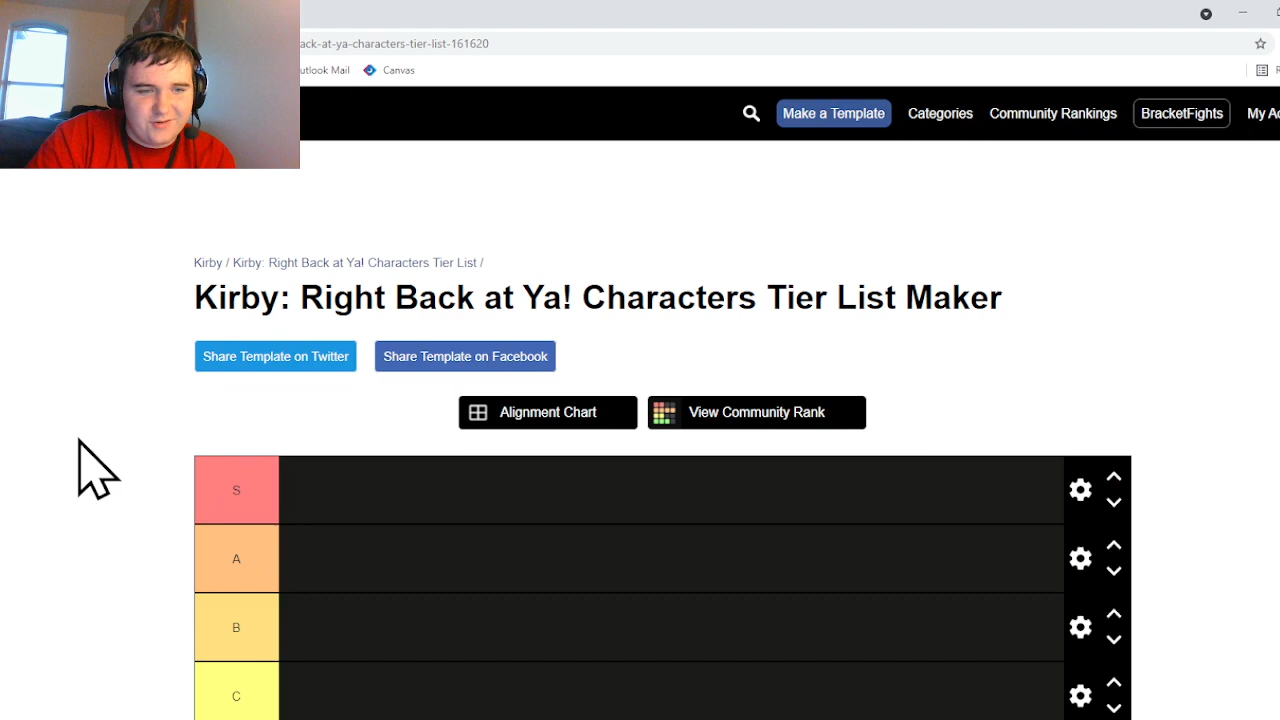 ack-at-ya-characters-tier-list-161620
utlook Mail Canvas
Make a Template Categories Community Rankings BracketFights My Ac
Kirby / Kirby: Right Back at Ya! Characters Tier List /
Kirby: Right Back at Ya! Characters Tier List Maker
Share Template on Twitter Share Template on Facebook
Alignment Chart View Community Rank
S
A
B
C